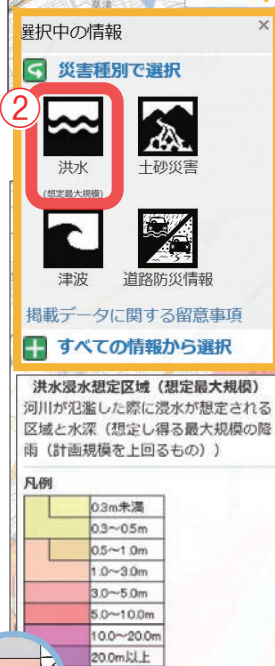 草津
選択中の情報
×
災害種別で選択
②
洪水
(想定最大規模)
土砂災害
津波
道路防災情報
掲載データに関する留意事項
すべての情報から選択
洪水浸水想定区域（想定最大規模）
河川が氾濫した際に浸水が想定される
区域と水深（想定し得る最大規模の降
雨（計画規模を上回るもの））
凡例
0.3m未満
0.3～0.5m
0.5～1.0m
1.0～3.0m
3.0～5.0m
5.0～10.0m
10.0～20.0m
20.0m以上